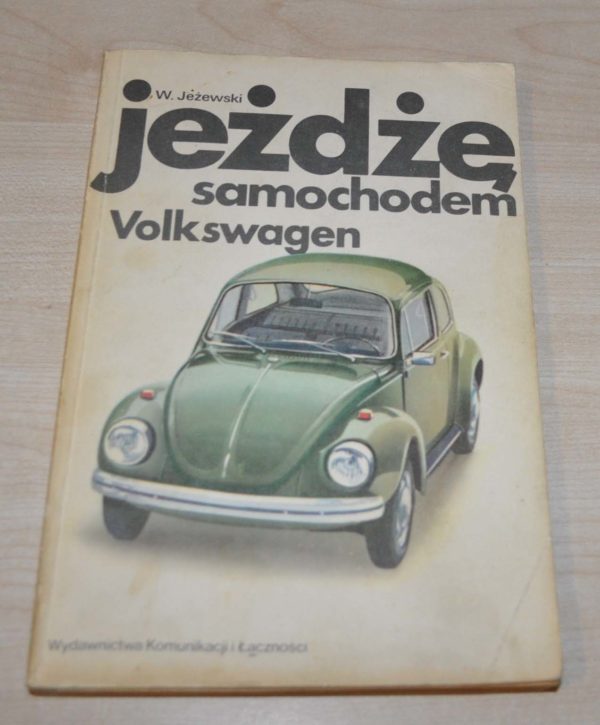 W. Jeżewski
jeżdżę
samochodem
Volkswagen
Wydawnictwa Komunikacji i Łączności